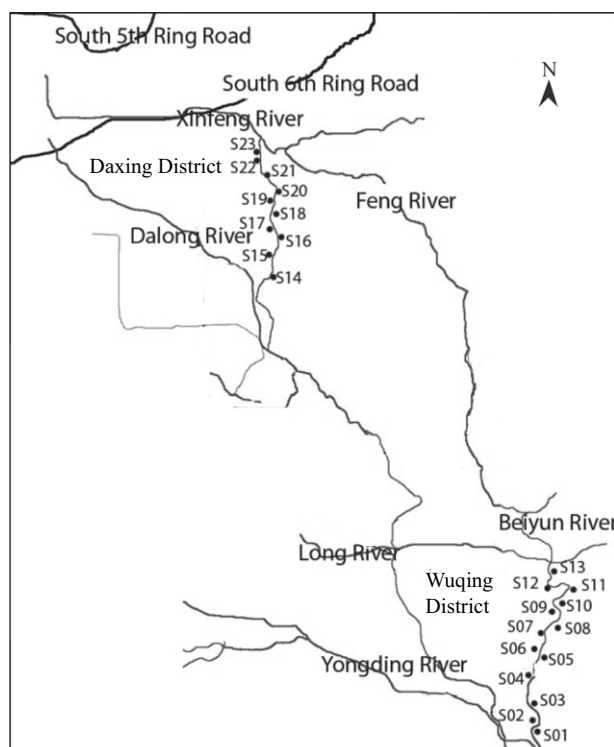 South 5th Ring Road
N
South 6th Ring Road
Xinfeng River
S23
Daxing District
S22
S21
S20
S19
Feng River
S18
S17
Dalong River
S16
S15
S14
Beiyun River
Long River
S13
Wuqing
District
S12
S11
S10
S09
S08
S07
S06
S05
Yongding River
S04
S03
S02
S01